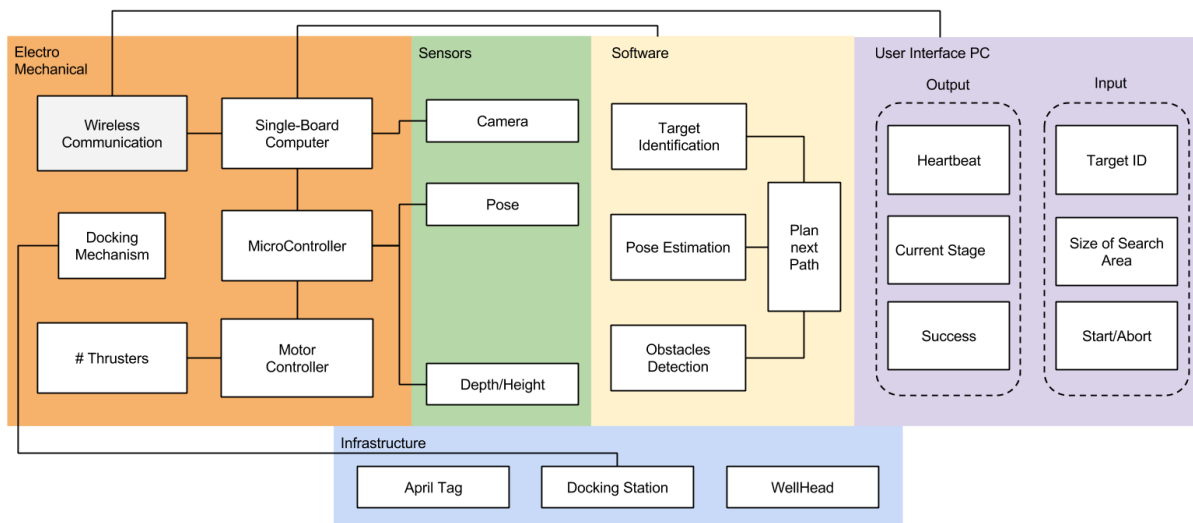 Electro
Mechanical
Wireless
Communication
Single-Board
Computer
Docking
Mechanism
MicroController
# Thrusters
Motor
Controller
Sensors
Camera
Pose
Depth/Height
Software
Target
Identification
Pose Estimation
Obstacles
Detection
Plan
next
Path
User Interface PC
Output
Heartbeat
Current Stage
Success
Input
Target ID
Size of Search
Area
Start/Abort
Infrastructure
April Tag
Docking Station
WellHead